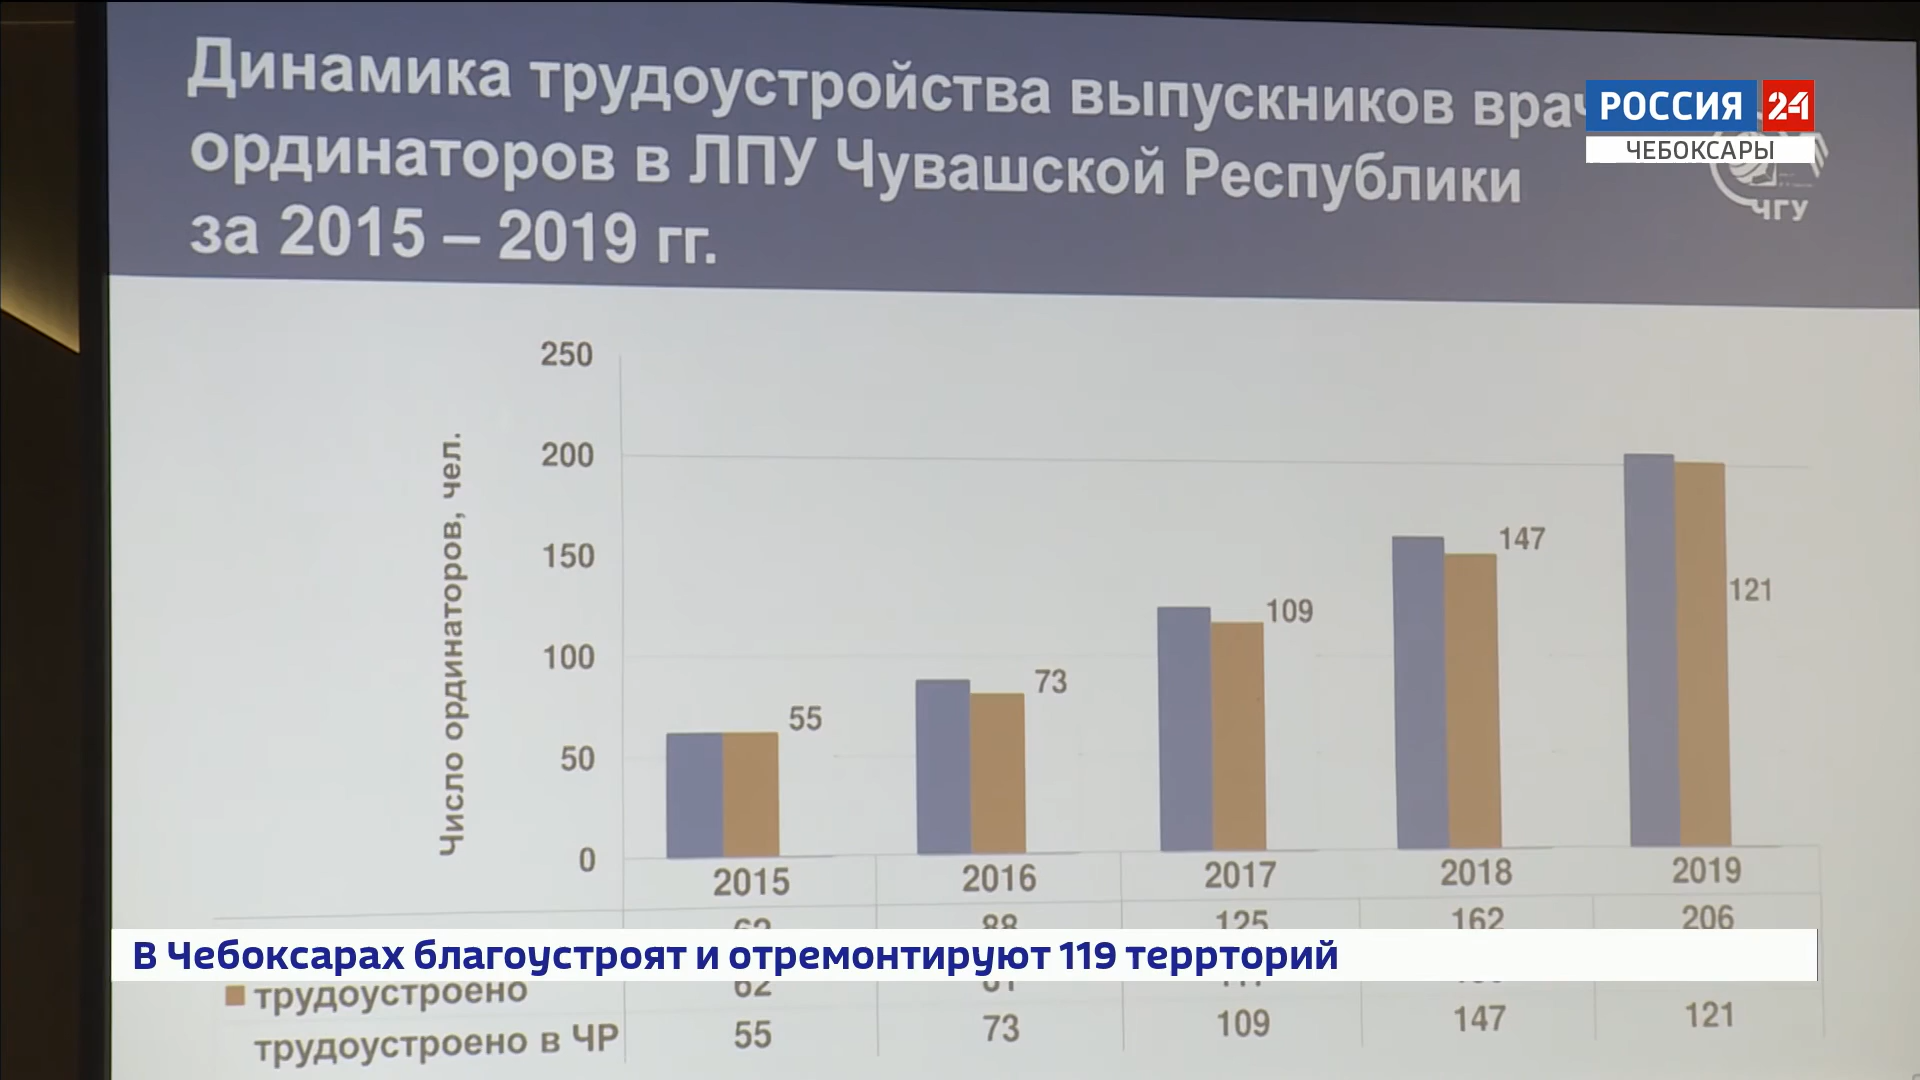 Динамика трудоустройства выпускников
ординаторов в ЛПУ Чувашской Республики
за 2015 – 2019 гг.
РОССИЯ 24
ЧЕБОКСАРЫ
ЧГУ
Число ординаторов, чел.
250
200
150
100
50
0
55
73
109
147
121
2015 2016 2017 2018 2019
62 88 125 162 206
В Чебоксарах благоустроят и отремонтируют 119 террторий
трудоустроено 62
трудоустроено в ЧР 55 73 109 147 121